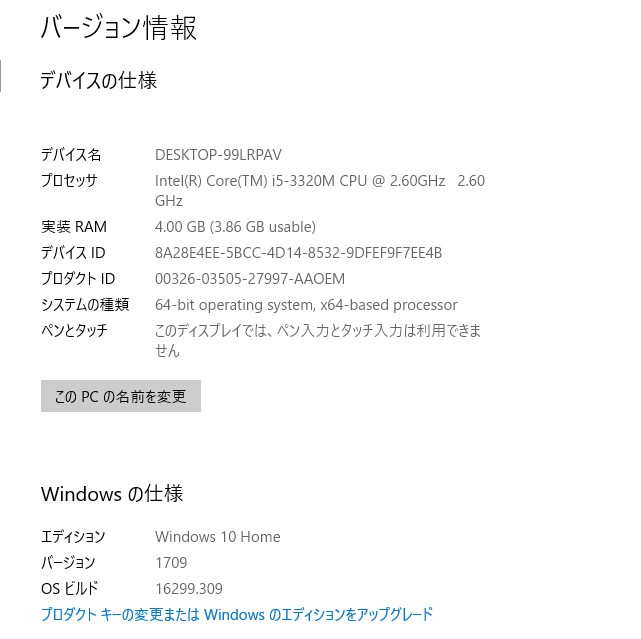 バージョン情報
デバイスの仕様
デバイス名 DESKTOP-99LRPAV
プロセッサ Intel(R) Core(TM) i5-3320M CPU @ 2.60GHz 2.60
GHz
実装 RAM 4.00 GB (3.86 GB usable)
デバイス ID 8A28E4EE-5BCC-4D14-8532-9DFEF9F7EE4B
プロダクト ID 00326-03505-27997-AAOEM
システムの種類 64-bit operating system, x64-based processor
ペンとタッチ このディスプレイでは、ペン入力とタッチ入力は利用できま
せん
この PC の名前を変更
Windows の仕様
エディション Windows 10 Home
バージョン 1709
OS ビルド 16299.309
プロダクト キーの変更または Windows のエディションをアップグレード